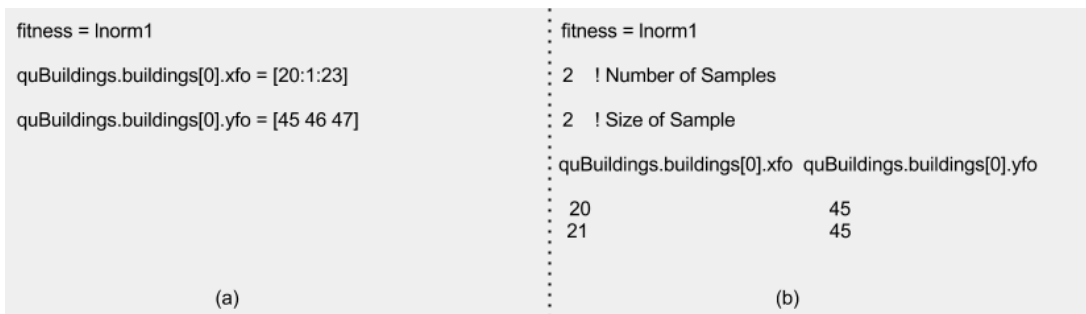 fitness = lnorm1
quBuildings.buildings[0].xfo = [20:1:23]
quBuildings.buildings[0].yfo = [45 46 47]
(a)
fitness = lnorm1
2 ! Number of Samples
2 ! Size of Sample
quBuildings.buildings[0].xfo quBuildings.buildings[0].yfo
20 45
21 45
(b)